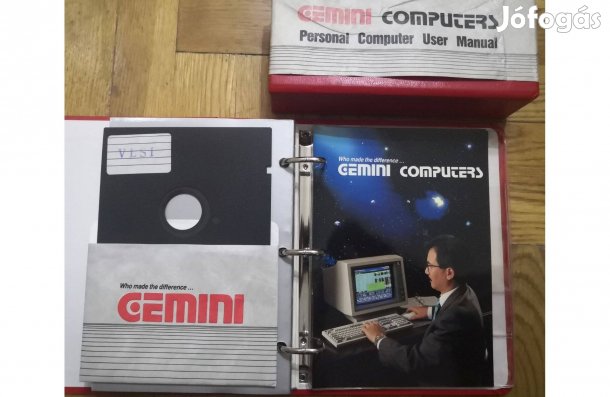 GEMINI COMPUTERS
Jófogás
Personal Computer User Manual
VLSI
Who made the difference ...
GEMINI
Who made the difference ...
GEMINI COMPUTERS